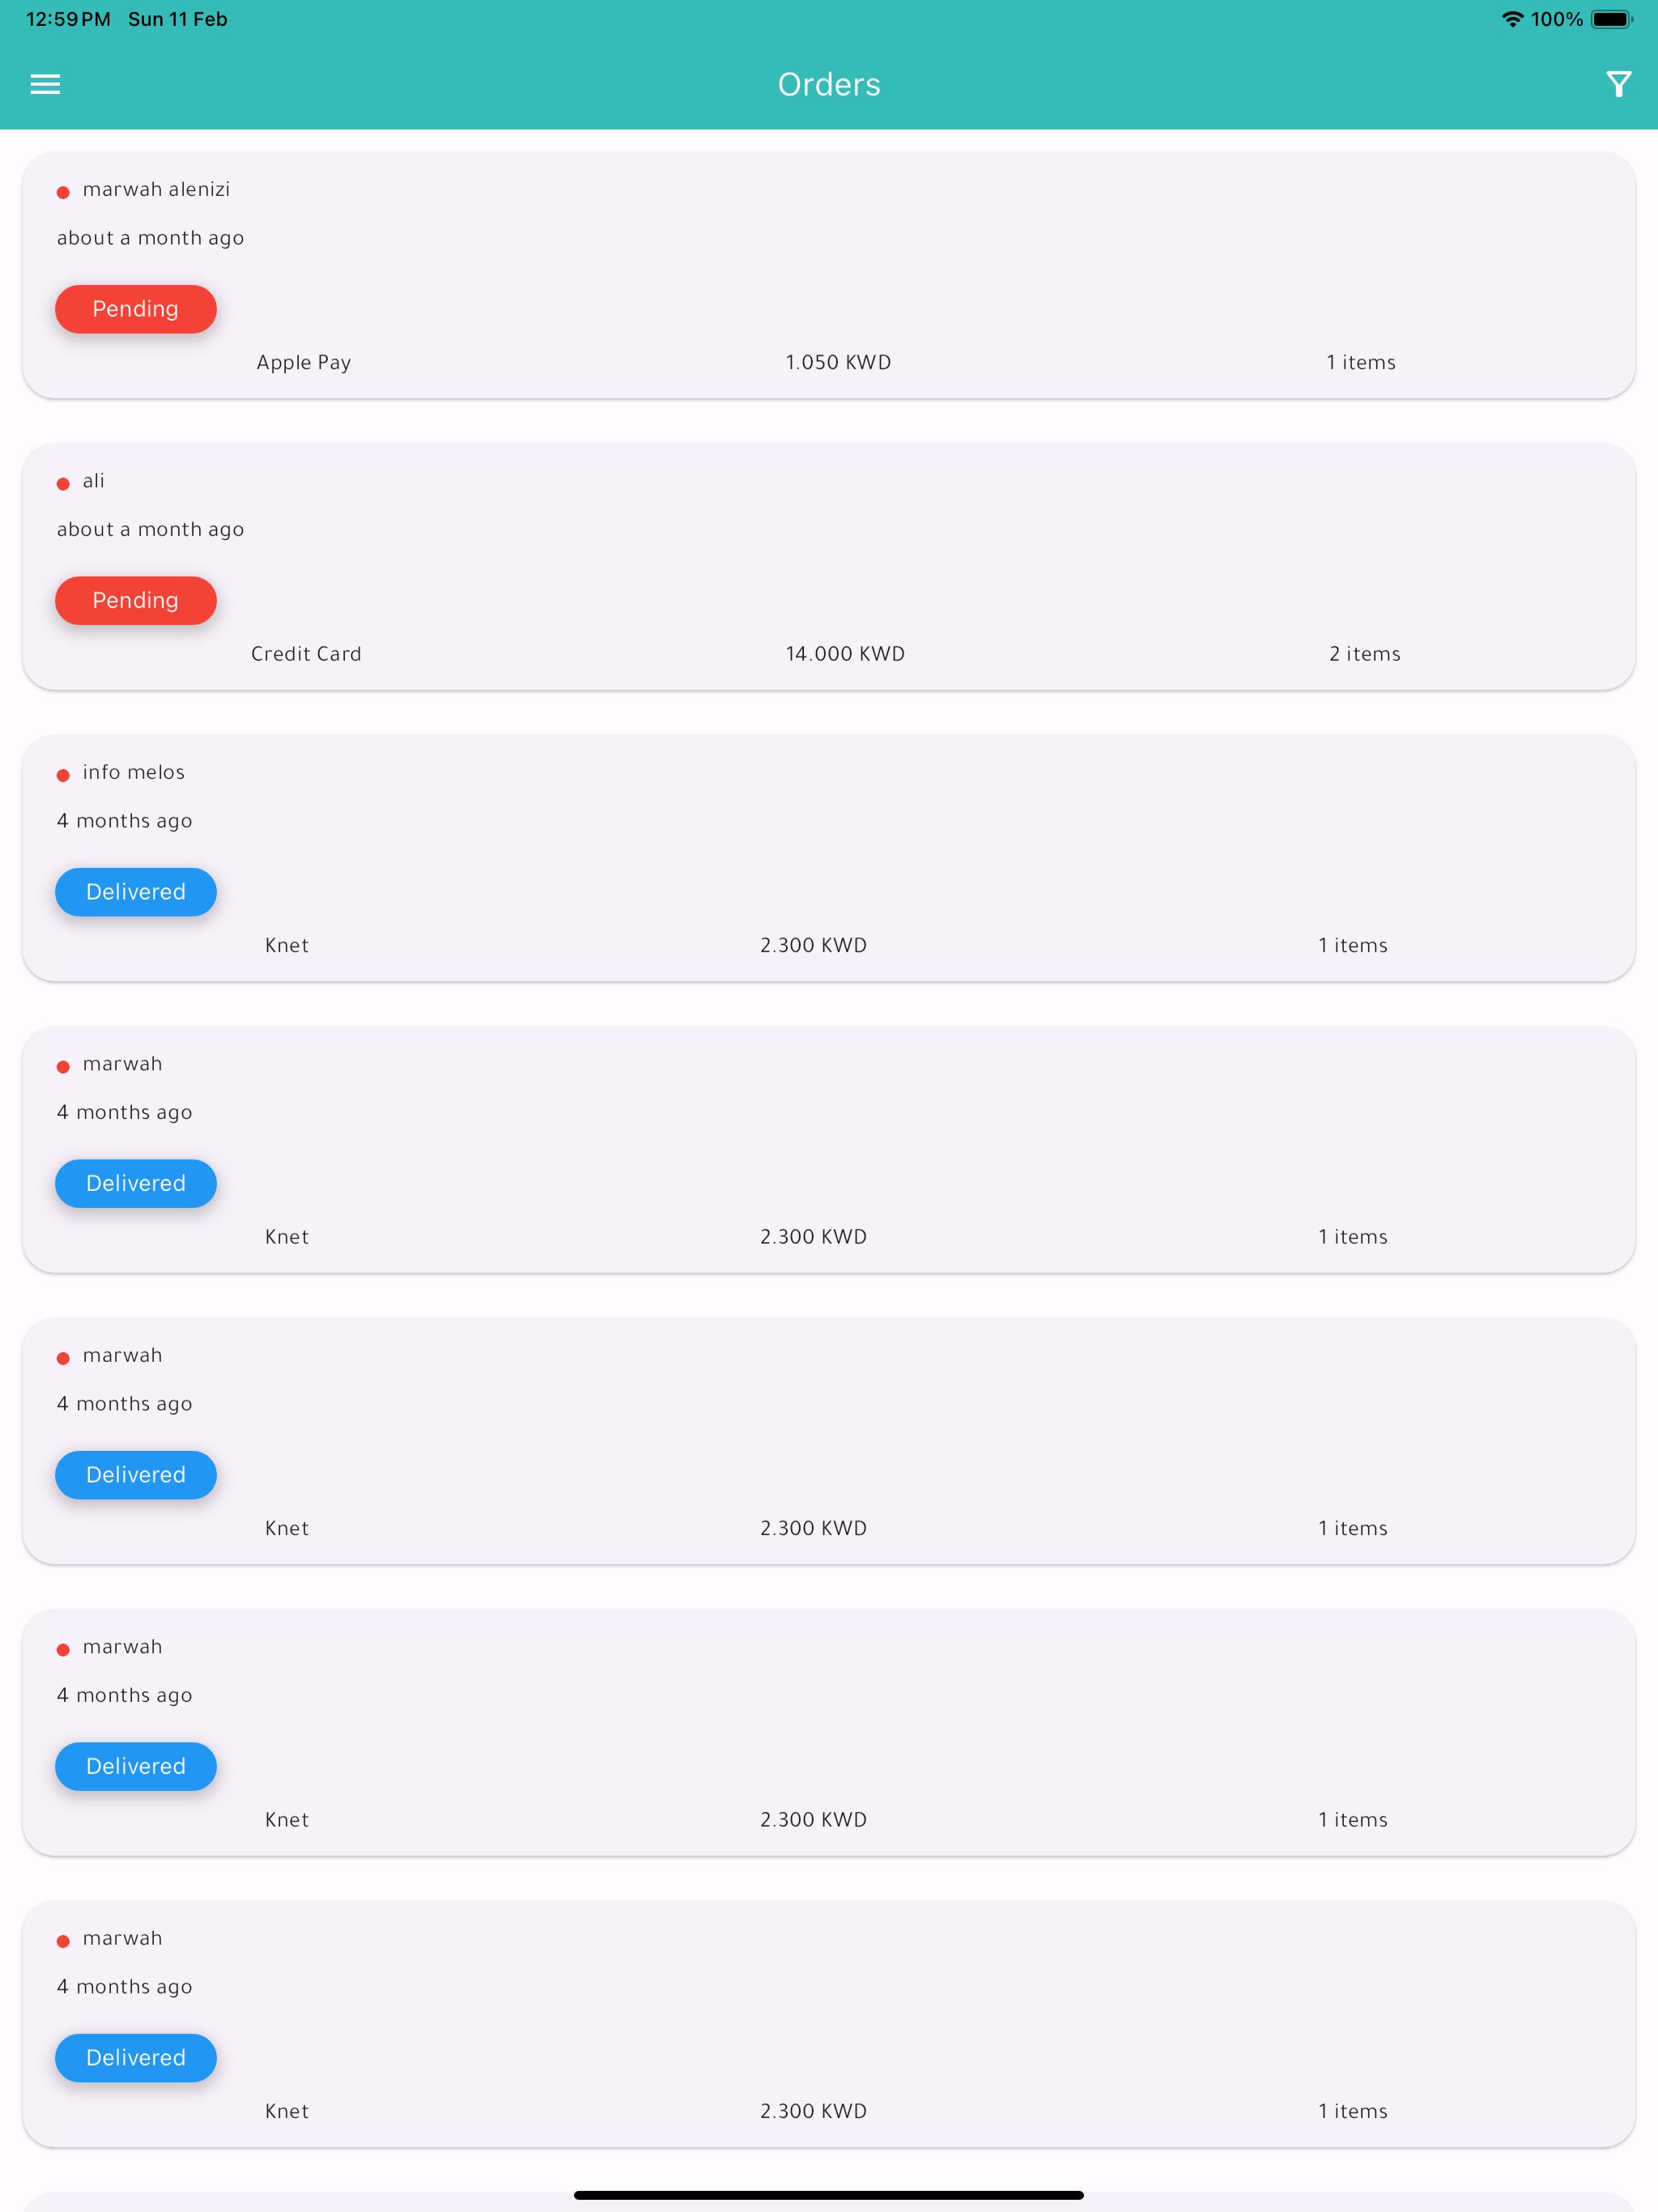 12:59 PM Sun 11 Feb 100%
Orders
marwah alenizi
about a month ago
Pending
Apple Pay 1.050 KWD 1 items
ali
about a month ago
Pending
Credit Card 14.000 KWD 2 items
info melos
4 months ago
Delivered
Knet 2.300 KWD 1 items
marwah
4 months ago
Delivered
Knet 2.300 KWD 1 items
marwah
4 months ago
Delivered
Knet 2.300 KWD 1 items
marwah
4 months ago
Delivered
Knet 2.300 KWD 1 items
marwah
4 months ago
Delivered
Knet 2.300 KWD 1 items